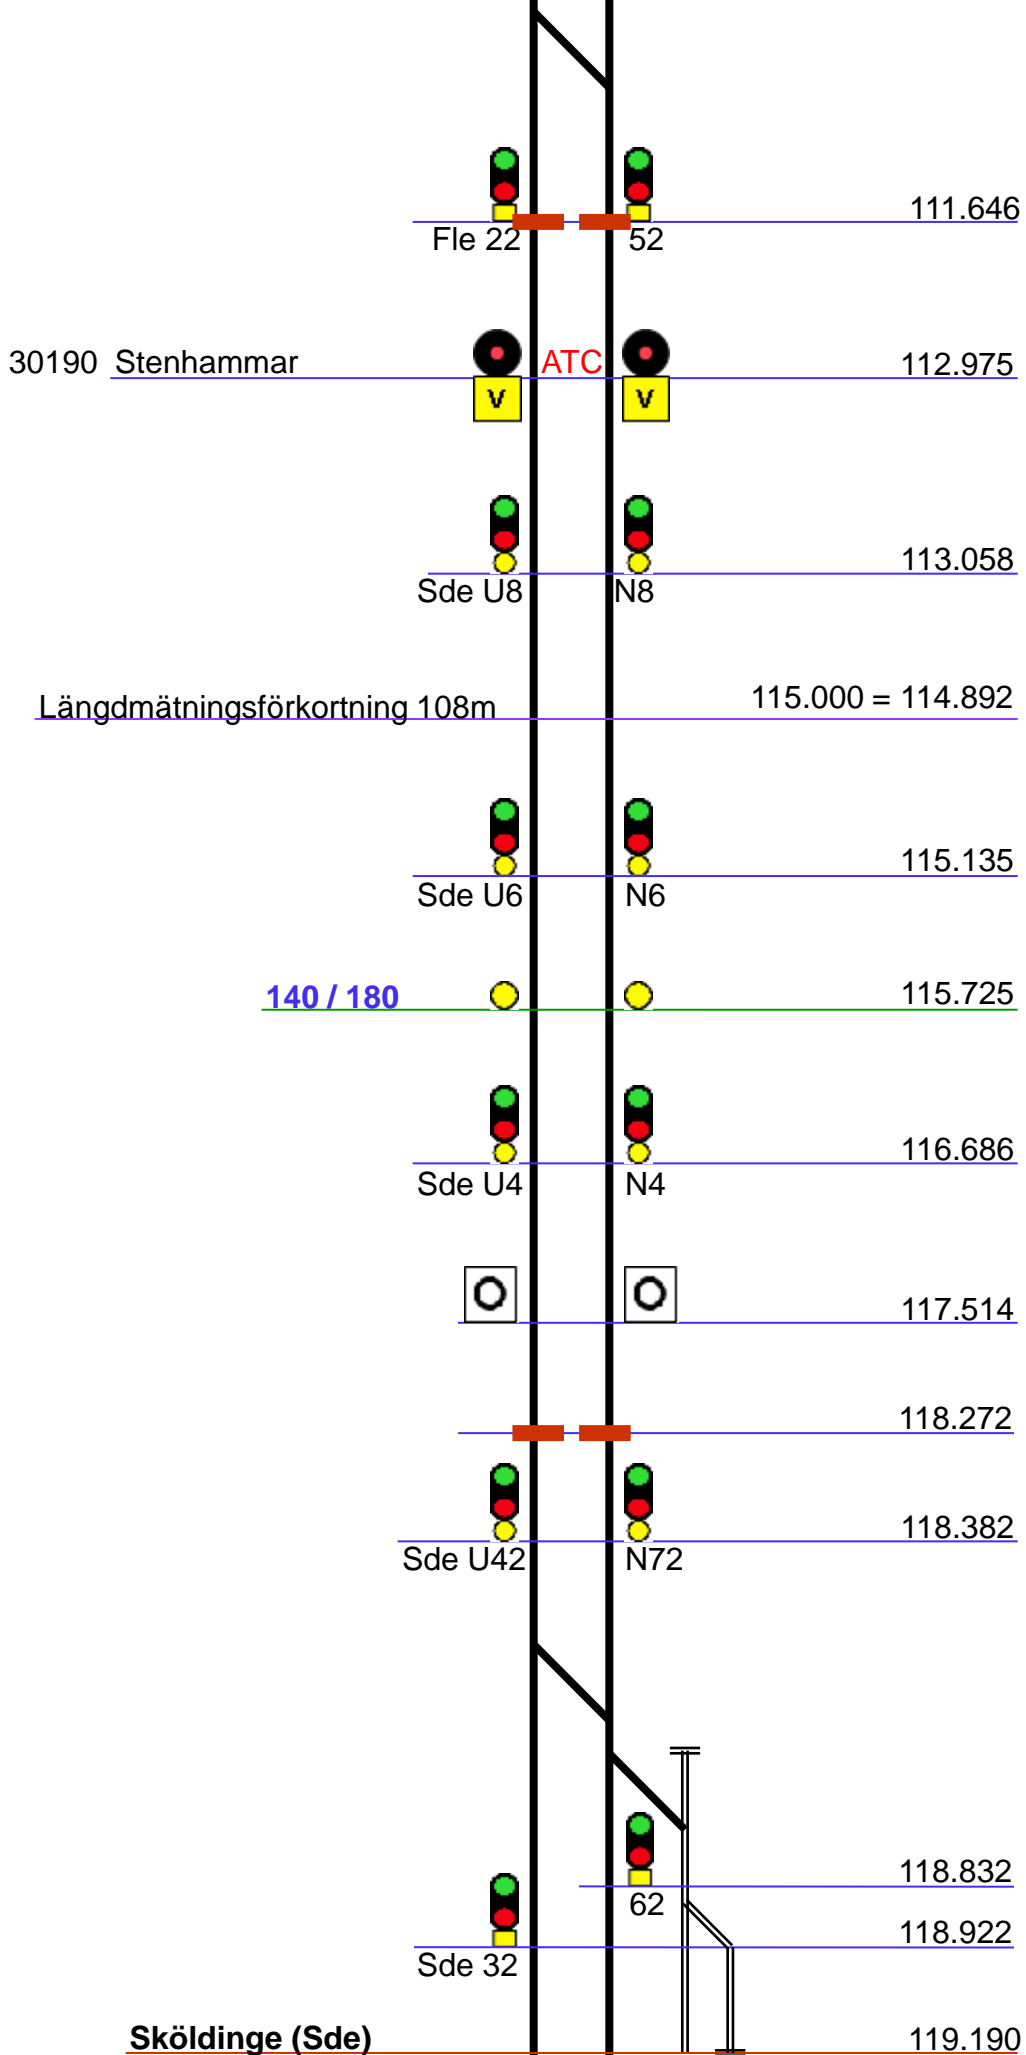 111.646
Fle 22 52
30190 Stenhammar ATC 112.975
V V
113.058
Sde U8 N8
Längdmätningsförkortning 108m 115.000 = 114.892
115.135
Sde U6 N6
140 / 180 115.725
116.686
Sde U4 N4
O O
117.514
118.272
118.382
Sde U42 N72
118.832
62
118.922
Sde 32
Sköldinge (Sde) 119.190